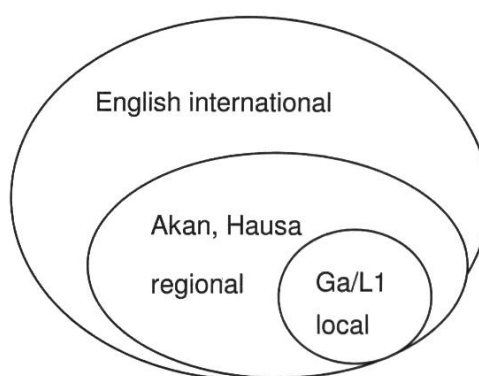 English international
Akan, Hausa
regional
Ga/L1
local